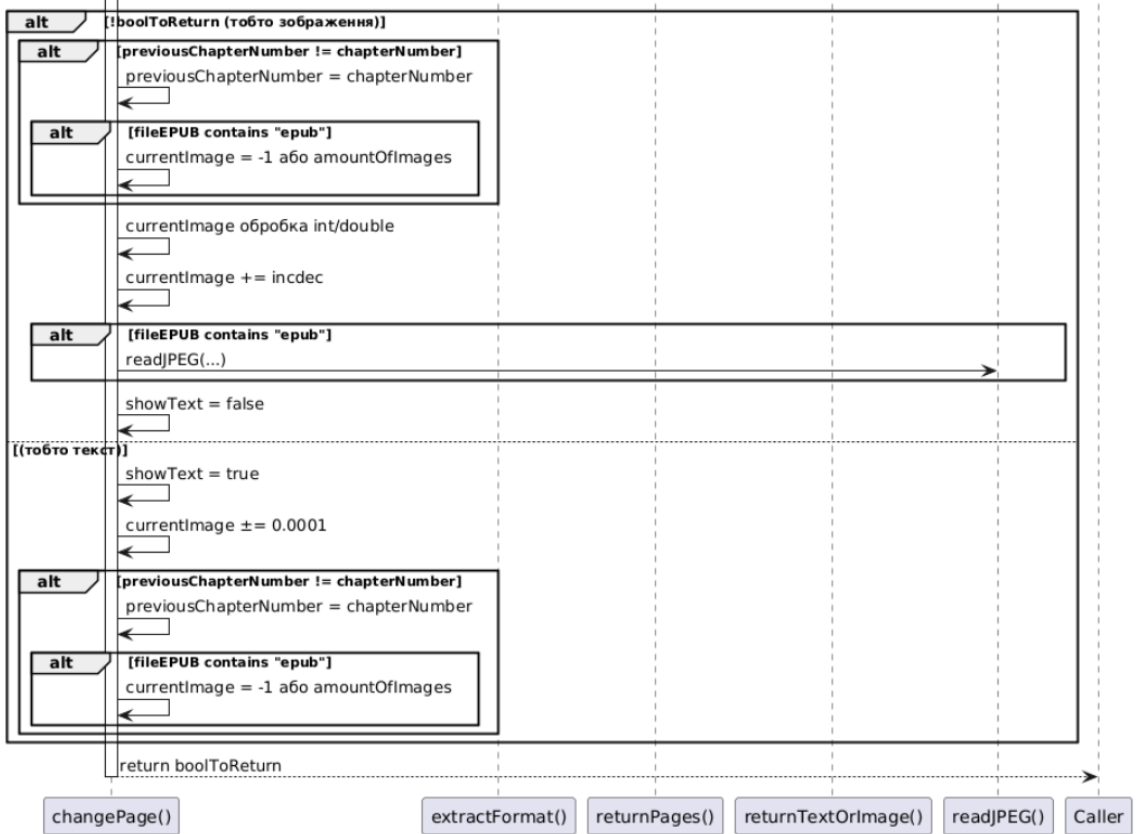 alt [!boolToReturn (тобто зображення)]
alt [previousChapterNumber != chapterNumber]
previousChapterNumber = chapterNumber
alt [fileEPUB contains "epub"]
currentImage = -1 або amountOfImages
currentImage обробка int/double
currentImage += incdec
alt [fileEPUB contains "epub"]
readJPEG(...)
showText = false
[(тобто текст)]
showText = true
currentImage ±= 0.0001
alt [previousChapterNumber != chapterNumber]
previousChapterNumber = chapterNumber
alt [fileEPUB contains "epub"]
currentImage = -1 або amountOfImages
return boolToReturn
changePage() extractFormat() returnPages() returnTextOrImage() readJPEG() Caller